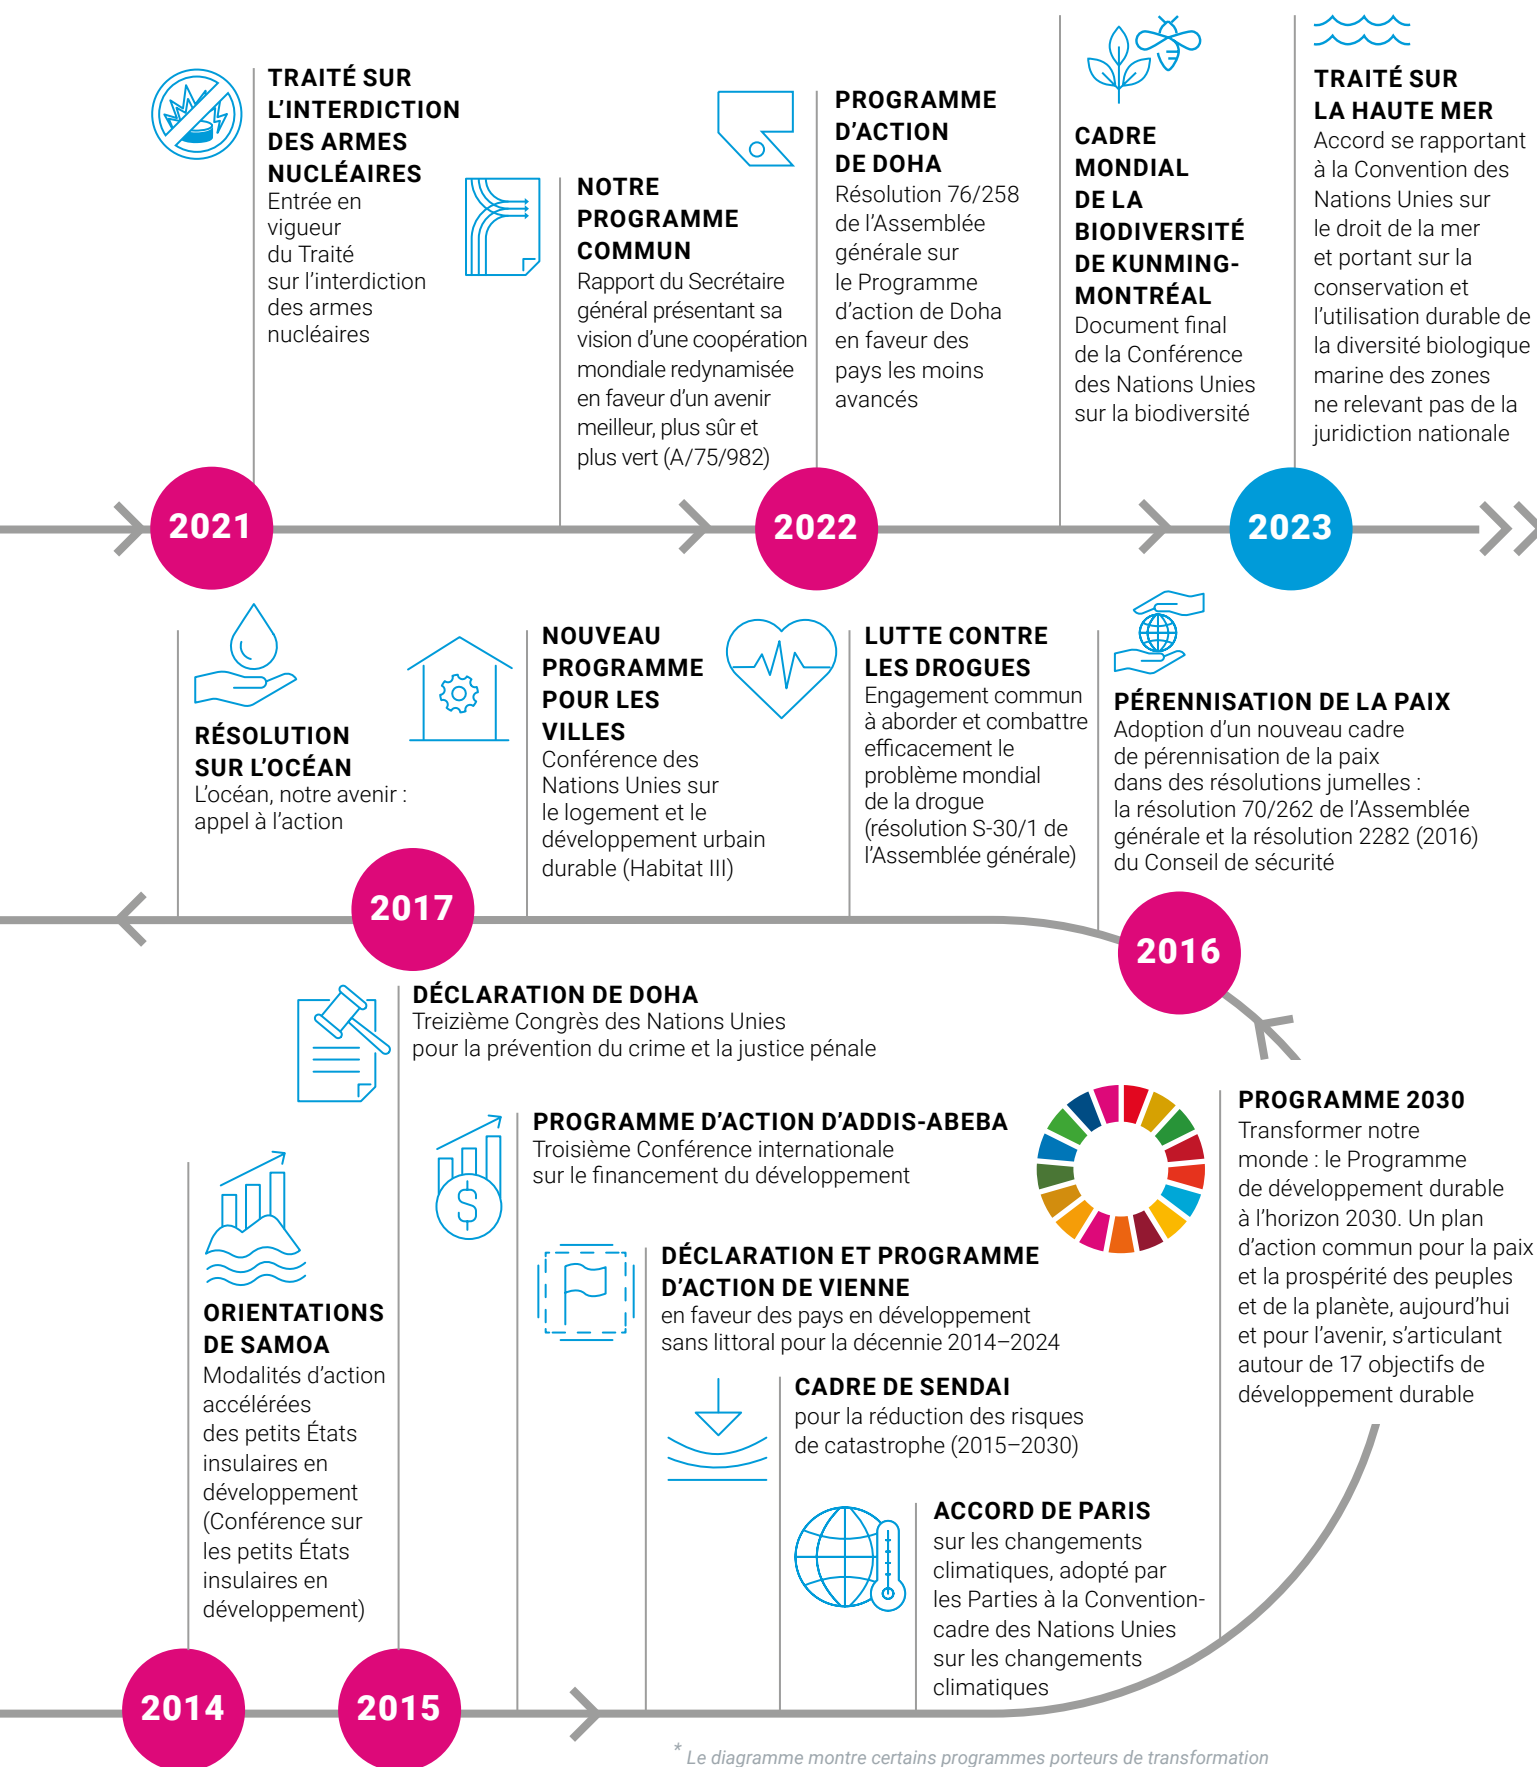 TRAITÉ SUR
L’INTERDICTION
DES ARMES
NUCLÉAIRES
Entrée en
vigueur
du Traité
sur l’interdiction
des armes
nucléaires
NOTRE
PROGRAMME
COMMUN
Rapport du Secrétaire
général présentant sa
vision d’une coopération
mondiale redynamisée
en faveur d’un avenir
meilleur, plus sûr et
plus vert (A/75/982)
PROGRAMME
D’ACTION
DE DOHA
Résolution 76/258
de l’Assemblée
générale sur
le Programme
d’action de Doha
en faveur des
pays les moins
avancés
CADRE
MONDIAL
DE LA
BIODIVERSITÉ
DE KUNMING-
MONTRÉAL
Document final
de la Conférence
des Nations Unies
sur la biodiversité
TRAITÉ SUR
LA HAUTE MER
Accord se rapportant
à la Convention des
Nations Unies sur
le droit de la mer
et portant sur la
conservation et
l’utilisation durable de
la diversité biologique
marine des zones
ne relevant pas de la
juridiction nationale
2021
2022
2023
RÉSOLUTION
SUR L’OCÉAN
L’océan, notre avenir :
appel à l’action
NOUVEAU
PROGRAMME
POUR LES
VILLES
Conférence des
Nations Unies sur
le logement et le
développement urbain
durable (Habitat III)
LUTTE CONTRE
LES DROGUES
Engagement commun
à aborder et combattre
efficacement le
problème mondial
de la drogue
(résolution S-30/1 de
l’Assemblée générale)
PÉRENNISATION DE LA PAIX
Adoption d’un nouveau cadre
de pérennisation de la paix
dans des résolutions jumelles :
la résolution 70/262 de l’Assemblée
générale et la résolution 2282 (2016)
du Conseil de sécurité
2017
2016
DÉCLARATION DE DOHA
Treizième Congrès des Nations Unies
pour la prévention du crime et la justice pénale
PROGRAMME D’ACTION D’ADDIS-ABEBA
Troisième Conférence internationale
sur le financement du développement
PROGRAMME 2030
Transformer notre
monde : le Programme
de développement durable
à l’horizon 2030. Un plan
d’action commun pour la paix
et la prospérité des peuples
et de la planète, aujourd’hui
et pour l’avenir, s’articulant
autour de 17 objectifs de
développement durable
DÉCLARATION ET PROGRAMME
D’ACTION DE VIENNE
en faveur des pays en développement
sans littoral pour la décennie 2014–2024
ORIENTATIONS
DE SAMOA
Modalités d’action
accélérées
des petits États
insulaires en
développement
(Conférence sur
les petits États
insulaires en
développement)
CADRE DE SENDAI
pour la réduction des risques
de catastrophe (2015–2030)
ACCORD DE PARIS
sur les changements
climatiques, adopté par
les Parties à la Convention-
cadre des Nations Unies
sur les changements
climatiques
2014
2015
* Le diagramme montre certains programmes porteurs de transformation